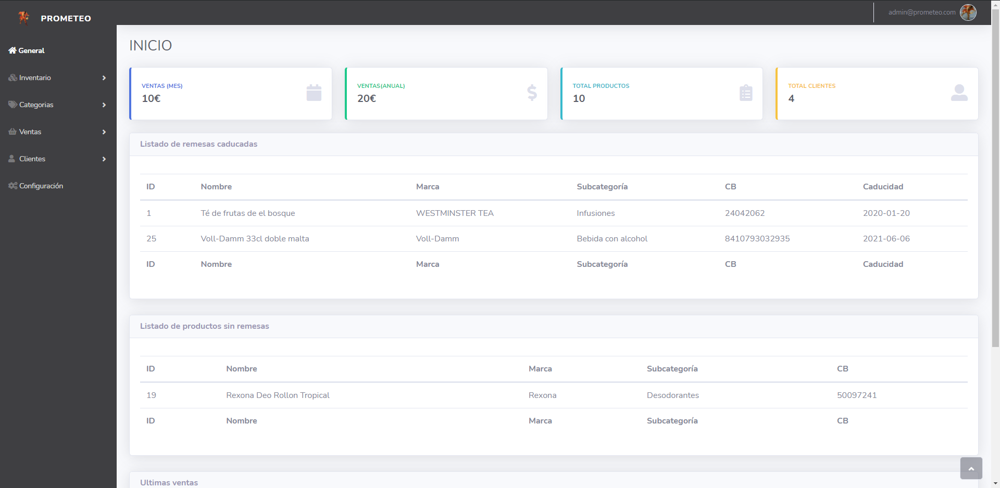 PROMETEO
admin@prometeo.com
General
Inventario
Categorias
Ventas
Clientes
Configuración
INICIO
VENTAS (MES)
10€
VENTAS(ANUAL)
20€
TOTAL PRODUCTOS
10
TOTAL CLIENTES
4
Listado de remesas caducadas
ID Nombre Marca Subcategoría CB Caducidad
1 Té de frutas de el bosque WESTMINSTER TEA Infusiones 24042062 2020-01-20
25 Voll-Damm 33cl doble malta Voll-Damm Bebida con alcohol 8410793032935 2021-06-06
ID Nombre Marca Subcategoría CB Caducidad
Listado de productos sin remesas
ID Nombre Marca Subcategoría CB
19 Rexona Deo Rollon Tropical Rexona Desodorantes 50097241
ID Nombre Marca Subcategoría CB
Ultimas ventas